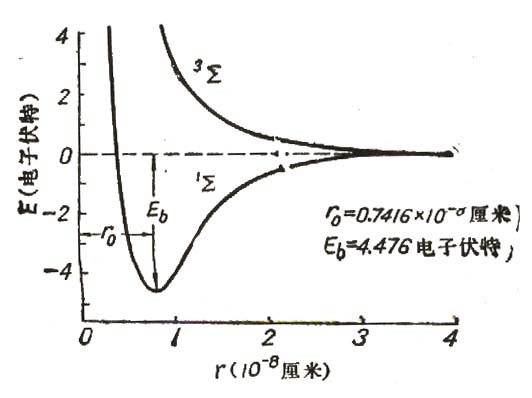 4
2
0
-2
-4
E(电子伏特)
³Σ
¹Σ
E_b
r₀
r₀=0.7416×10⁻⁸厘米
E_b=4.476电子伏特
0
1
2
3
4
r(10⁻⁸厘米)